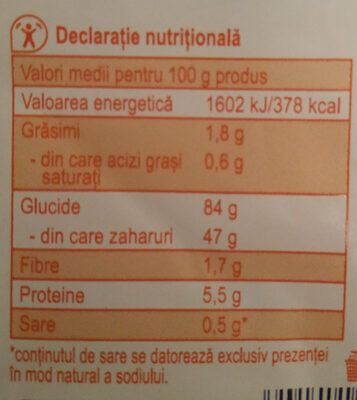 Declarație nutrițională
Valori medii pentru 100 g produs
Valoarea energetică 1602 kJ/378 kcal
Grăsimi 1,8 g
- din care acizi grași 0,6 g
saturați
Glucide 84 g
- din care zaharuri 47 g
Fibre 1,7 g
Proteine 5,5 g
Sare 0,5 g*
*conținutul de sare se datorează exclusiv prezenței
în mod natural a sodiului.